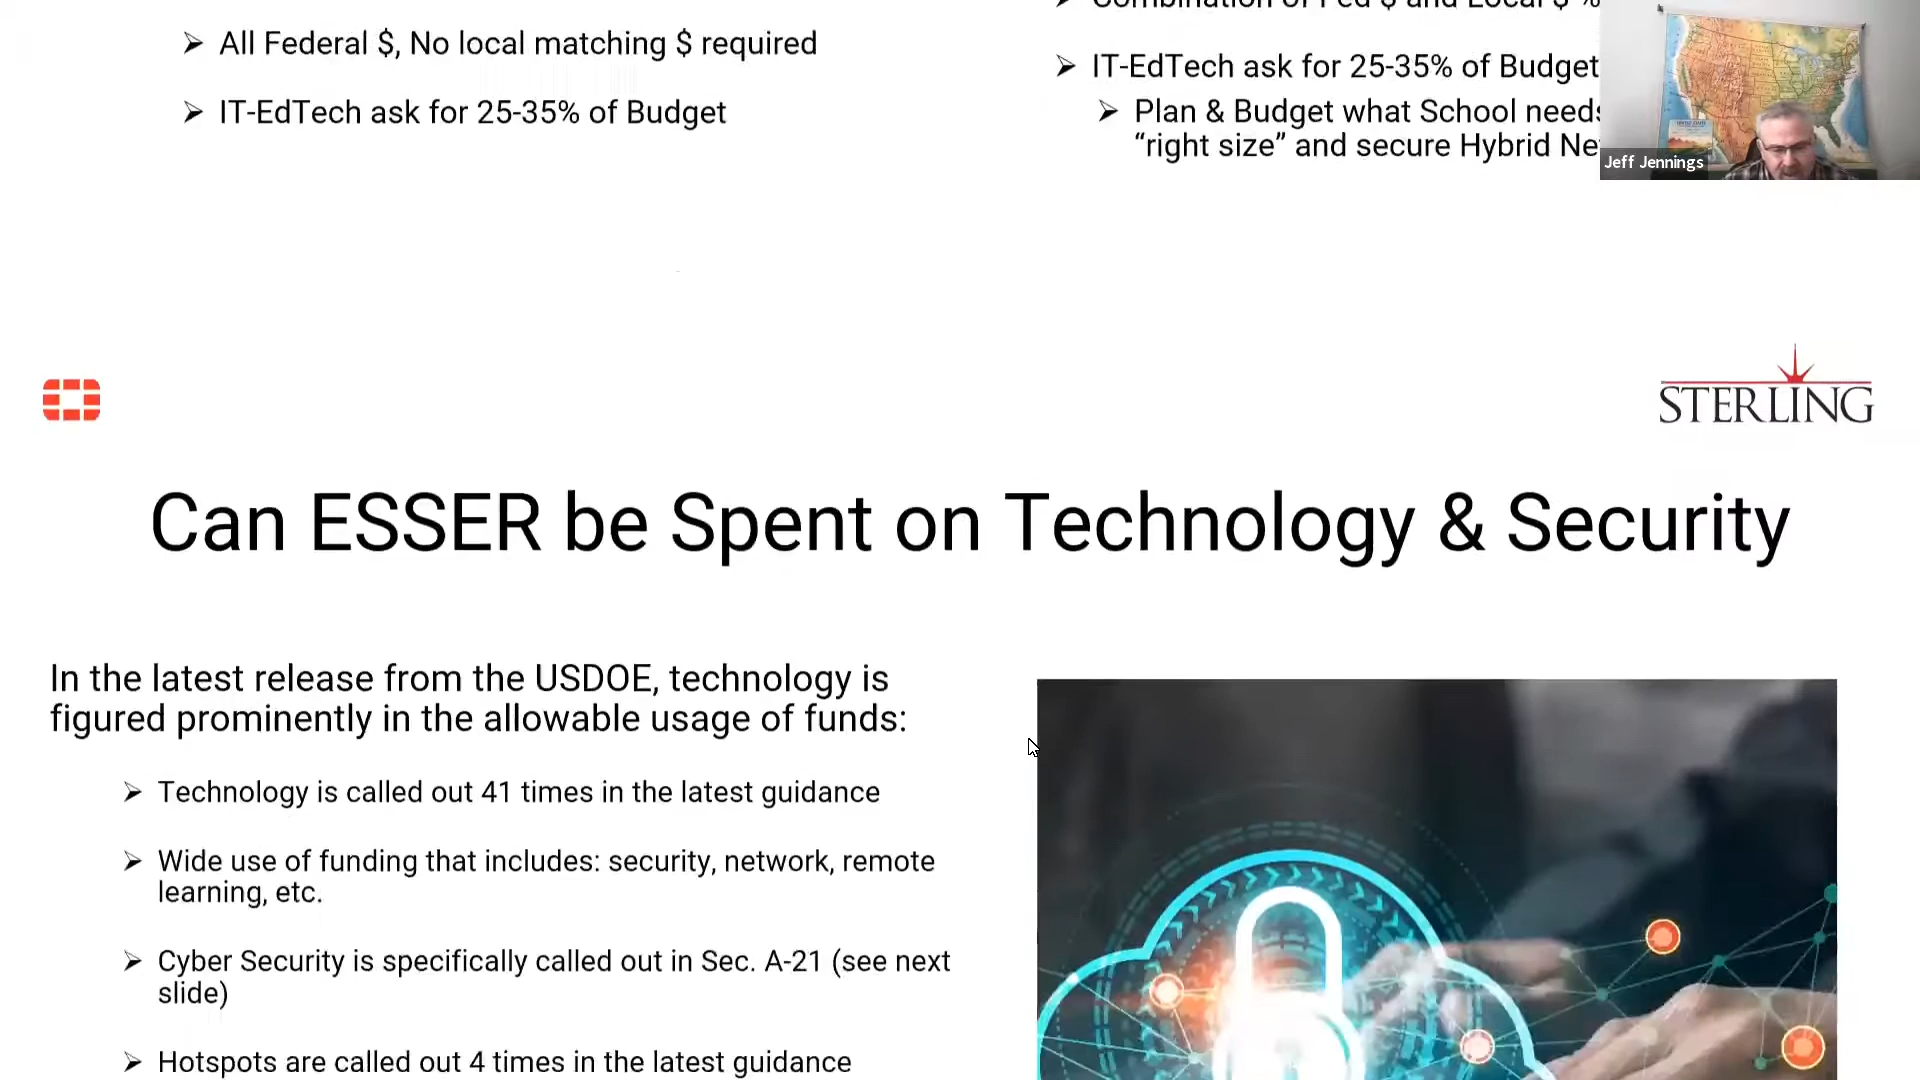 All Federal $, No local matching $ required
IT-EdTech ask for 25-35% of Budget
Combination of Fed $ and Local $ %
IT-EdTech ask for 25-35% of Budget
Plan & Budget what School needs
“right size” and secure Hybrid Ne
Jeff Jennings
STERLING
Can ESSER be Spent on Technology & Security
In the latest release from the USDOE, technology is
figured prominently in the allowable usage of funds:
Technology is called out 41 times in the latest guidance
Wide use of funding that includes: security, network, remote
learning, etc.
Cyber Security is specifically called out in Sec. A-21 (see next
slide)
Hotspots are called out 4 times in the latest guidance